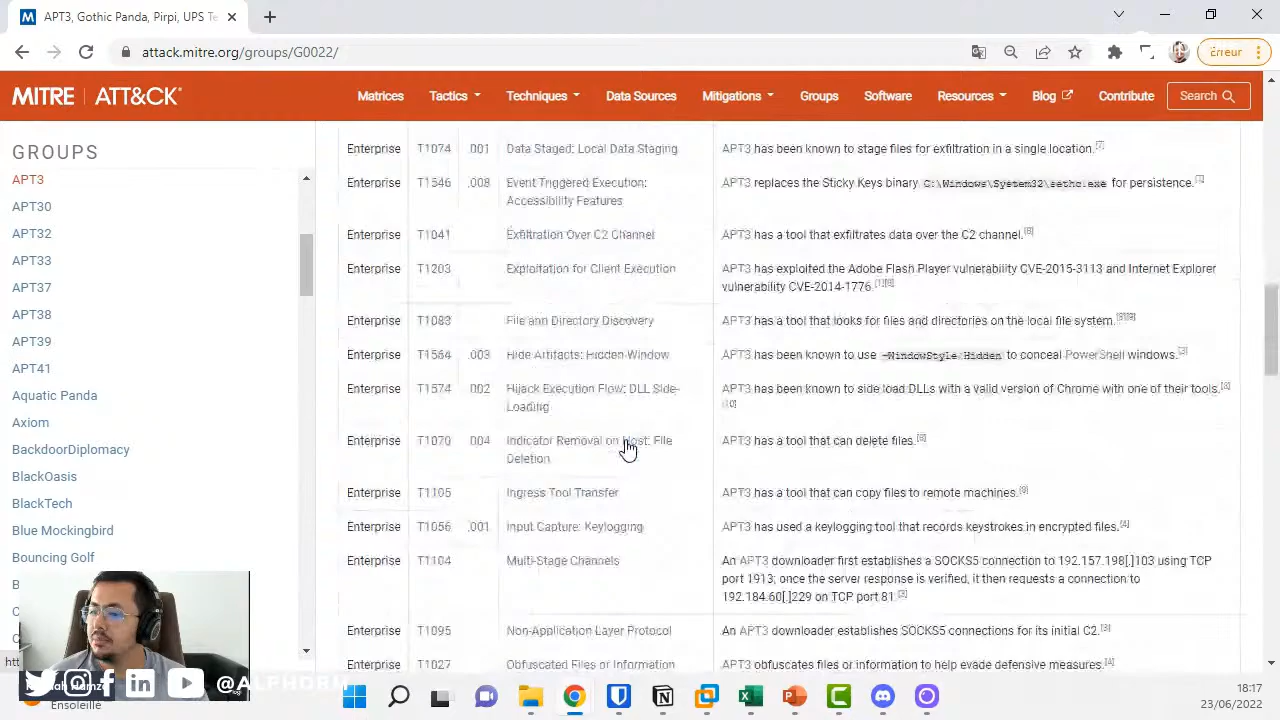 APT3, Gothic Panda, Pirpi, UPS Te
attack.mitre.org/groups/G0022/
Erreur
MITRE | ATT&CK®
Matrices
Tactics
Techniques
Data Sources
Mitigations
Groups
Software
Resources
Blog
Contribute
Search
GROUPS
APT3
APT30
APT32
APT33
APT37
APT38
APT39
APT41
Aquatic Panda
Axiom
BackdoorDiplomacy
BlackOasis
BlackTech
Blue Mockingbird
Bouncing Golf
Enterprise T1074 .001 Data Staged: Local Data Staging APT3 has been known to stage files for exfiltration in a single location.[7]
Enterprise T1546 .008 Event Triggered Execution: APT3 replaces the Sticky Keys binary C:\Windows\System32\sethc.exe for persistence.
Accessibility Features
Enterprise T1041 Exfiltration Over C2 Channel APT3 has a tool that exfiltrates data over the C2 channel.[8]
Enterprise T1203 Exploitation for Client Execution APT3 has exploited the Adobe Flash Player vulnerability CVE-2015-3113 and Internet Explorer
vulnerability CVE-2014-1776.
Enterprise T1083 File and Directory Discovery APT3 has a tool that looks for files and directories on the local file system.
Enterprise T1564 .003 Hide Artifacts: Hidden Window APT3 has been known to use -WindowStyle Hidden to conceal PowerShell windows.[3]
Enterprise T1574 .002 Hijack Execution Flow: DLL Side- APT3 has been known to side load DLLs with a valid version of Chrome with one of their tools.
Loading
Enterprise T1070 .004 Indicator Removal on Host: File APT3 has a tool that can delete files.[8]
Deletion
Enterprise T1105 Ingress Tool Transfer APT3 has a tool that can copy files to remote machines.[9]
Enterprise T1056 .001 Input Capture: Keylogging APT3 has used a keylogging tool that records keystrokes in encrypted files.[4]
Enterprise T1104 Multi-Stage Channels An APT3 downloader first establishes a SOCKS5 connection to 192.157.198[.]103 using TCP
port 1913; once the server response is verified, it then requests a connection to
192.184.60[.]229 on TCP port 81.[3]
Enterprise T1095 Non-Application Layer Protocol An APT3 downloader establishes SOCKS5 connections for its initial C2.[3]
Enterprise T1027 Obfuscated Files or Information APT3 obfuscates files or information to help evade defensive measures.[4]
@ALPHORM
Ensoleillé
18:17
23/06/2022